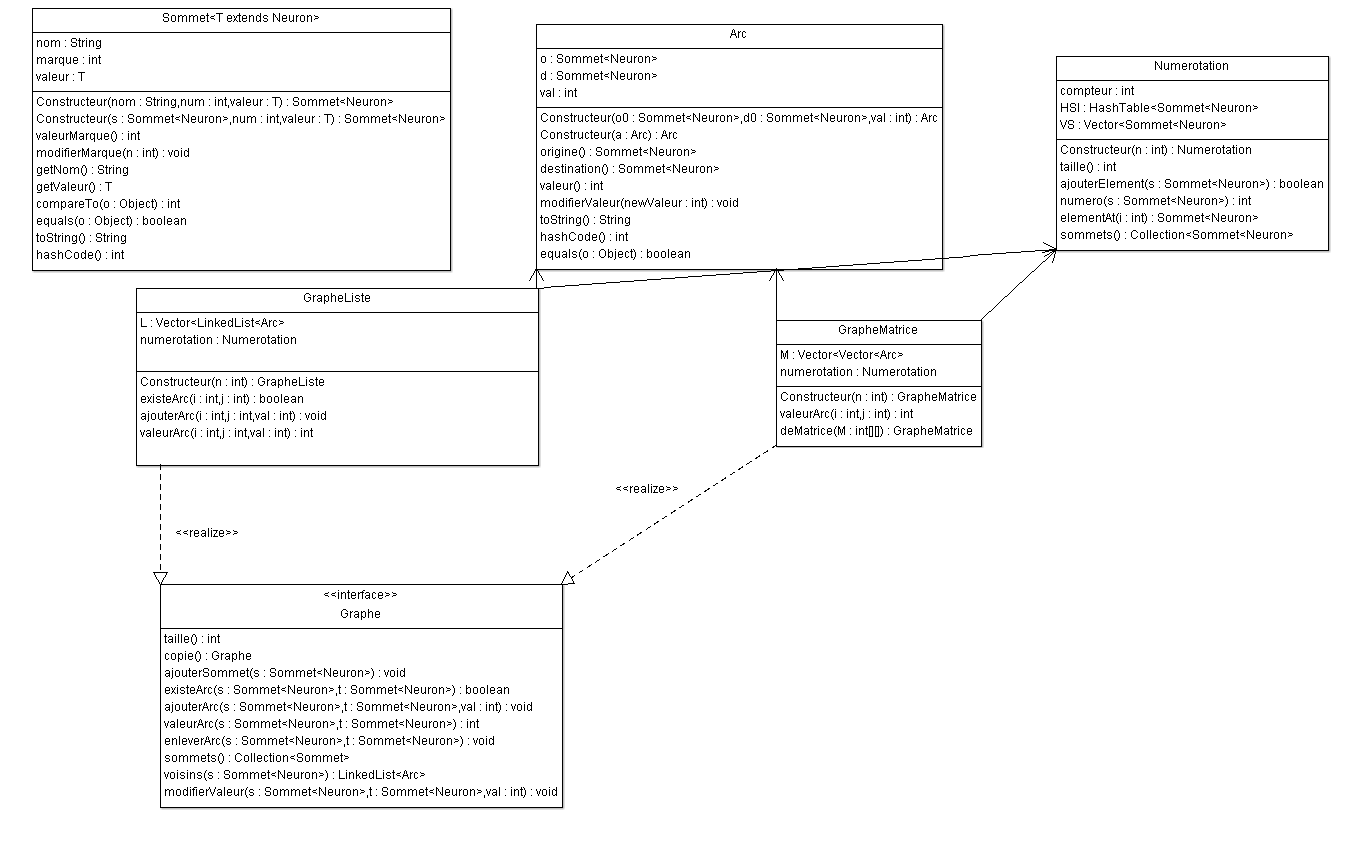 Sommet<T extends Neuron>
nom : String
marque : int
valeur : T
Constructeur(nom : String,num : int,valeur : T) : Sommet<Neuron>
Constructeur(s : Sommet<Neuron>,num : int,valeur : T) : Sommet<Neuron>
valeurMarque() : int
modifierMarque(n : int) : void
getNom() : String
getValeur() : T
compareTo(o : Object) : int
equals(o : Object) : boolean
toString() : String
hashCode() : int
Arc
o : Sommet<Neuron>
d : Sommet<Neuron>
val : int
Constructeur(o0 : Sommet<Neuron>,d0 : Sommet<Neuron>,val : int) : Arc
Constructeur(a : Arc) : Arc
origine() : Sommet<Neuron>
destination() : Sommet<Neuron>
valeur() : int
modifierValeur(newValeur : int) : void
toString() : String
hashCode() : int
equals(o : Object) : boolean
Numerotation
compteur : int
HSI : HashTable<Sommet<Neuron>
VS : Vector<Sommet<Neuron>
Constructeur(n : int) : Numerotation
taille() : int
ajouterElement(s : Sommet<Neuron>) : boolean
numero(s : Sommet<Neuron>) : int
elementAt(i : int) : Sommet<Neuron>
sommets() : Collection<Sommet<Neuron>
GrapheListe
L : Vector<LinkedList<Arc>
numerotation : Numerotation
Constructeur(n : int) : GrapheListe
existeArc(i : int,j : int) : boolean
ajouterArc(i : int,j : int,val : int) : void
valeurArc(i : int,j : int,val : int) : int
GrapheMatrice
M : Vector<Vector<Arc>
numerotation : Numerotation
Constructeur(n : int) : GrapheMatrice
valeurArc(i : int,j : int) : int
deMatrice(M : int[][]) : GrapheMatrice
<<realize>>
<<realize>>
<<interface>>
Graphe
taille() : int
copie() : Graphe
ajouterSommet(s : Sommet<Neuron>) : void
existeArc(s : Sommet<Neuron>,t : Sommet<Neuron>) : boolean
ajouterArc(s : Sommet<Neuron>,t : Sommet<Neuron>,val : int) : void
valeurArc(s : Sommet<Neuron>,t : Sommet<Neuron>) : int
enleverArc(s : Sommet<Neuron>,t : Sommet<Neuron>) : void
sommets() : Collection<Sommet>
voisins(s : Sommet<Neuron>) : LinkedList<Arc>
modifierValeur(s : Sommet<Neuron>,t : Sommet<Neuron>,val : int) : void